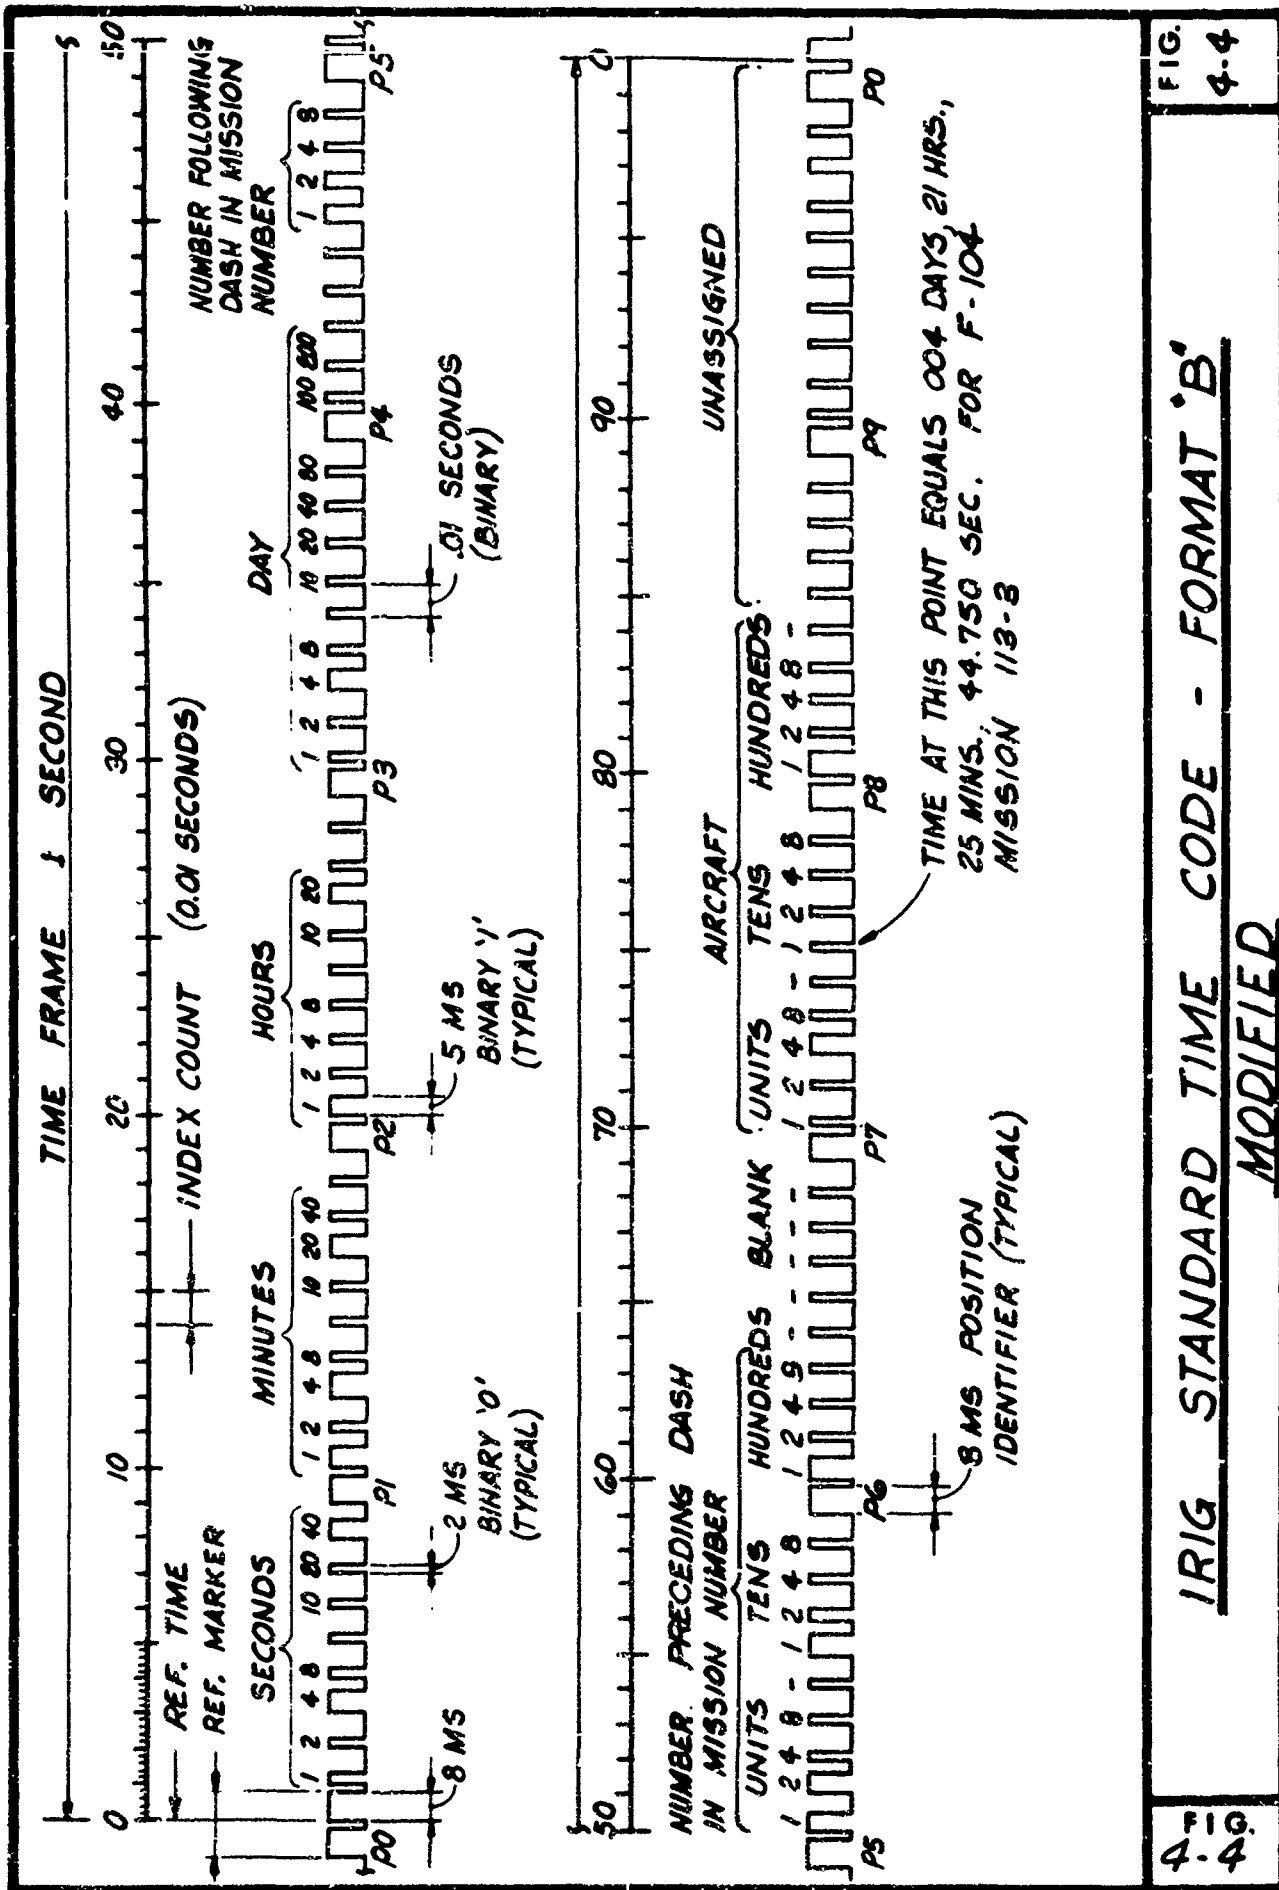 TIME FRAME 1 SECOND
0 10 20 30 40 50
REF. TIME
REF. MARKER
INDEX COUNT (0.01 SECONDS)
NUMBER FOLLOWING
DASH IN MISSION
NUMBER
SECONDS MINUTES HOURS DAY
1 2 4 8 10 20 40 1 2 4 8 10 20 40 1 2 4 8 10 20 1 2 4 8 10 20 40 80 100 200 1 2 4 8
P0 P1 P2 P3 P4 P5
8 MS
2 MS
BINARY '0'
(TYPICAL)
5 MS
BINARY '1'
(TYPICAL)
.01 SECONDS
(BINARY)
50 60 70 80 90 0
NUMBER PRECEDING DASH
IN MISSION NUMBER
AIRCRAFT
UNASSIGNED
UNITS TENS HUNDREDS BLANK UNITS TENS HUNDREDS
1 2 4 8 - 1 2 4 8 1 2 4 8 - - - - - 1 2 4 8 - 1 2 4 8 1 2 4 8 -
P5 P6 P7 P8 P9 P0
8 MS POSITION
IDENTIFIER (TYPICAL)
TIME AT THIS POINT EQUALS 004 DAYS, 21 HRS.,
25 MINS., 44.750 SEC. FOR F-104
MISSION 113-3
IRIG STANDARD TIME CODE - FORMAT "B"
MODIFIED
FIG.
4-4
FIG.
4-4